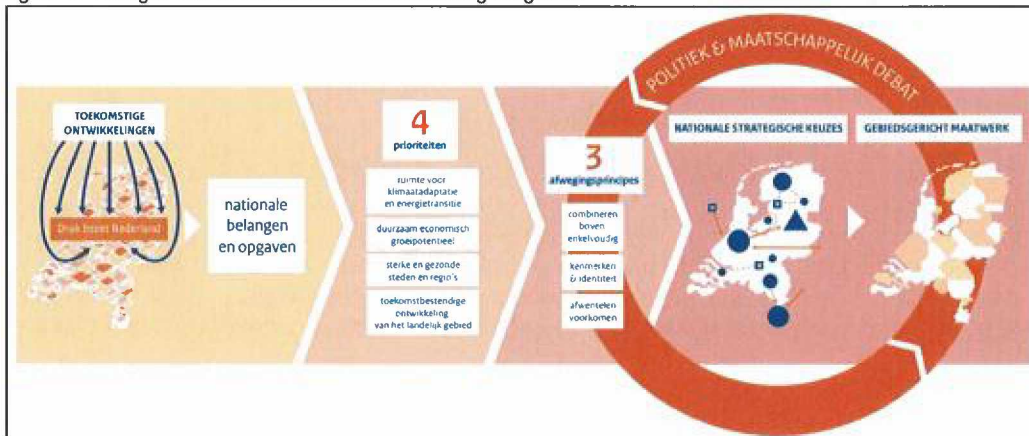 TOEKOMSTIGE
ONTWIKKELINGEN
Druk binnen Nederland
nationale
belangen
en opgaven
4
prioriteiten
ruimte voor
klimaatadaptatie
en energietransitie
duurzaam economisch
groeipotentieel
sterke en gezonde
steden en regio's
toekomstbestendige
ontwikkeling
van het landelijk gebied
3
afwegingsprincipes
combineren
boven
enkelvoudig
kenmerken
& identiteit
afwentelen
voorkomen
POLITIEK & MAATSCHAPPELIJK DEBAT
NATIONALE STRATEGISCHE KEUZES
GEBIEDSGERICHT MAATWERK